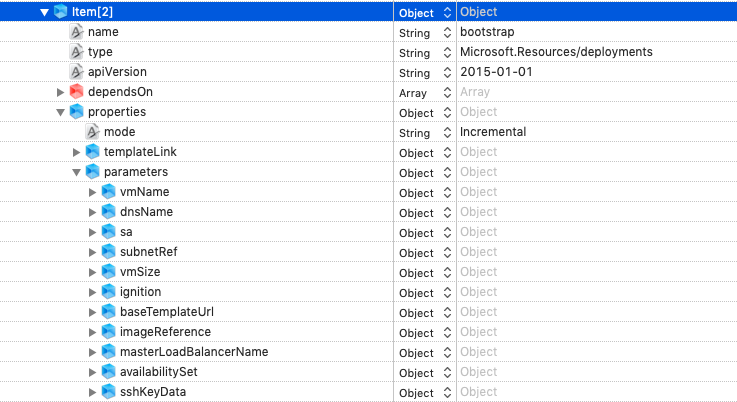 Item[2] Object Object
name String bootstrap
type String Microsoft.Resources/deployments
apiVersion String 2015-01-01
dependsOn Array Array
properties Object Object
mode String Incremental
templateLink Object Object
parameters Object Object
vmName Object Object
dnsName Object Object
sa Object Object
subnetRef Object Object
vmSize Object Object
ignition Object Object
baseTemplateUrl Object Object
imageReference Object Object
masterLoadBalancerName Object Object
availabilitySet Object Object
sshKeyData Object Object